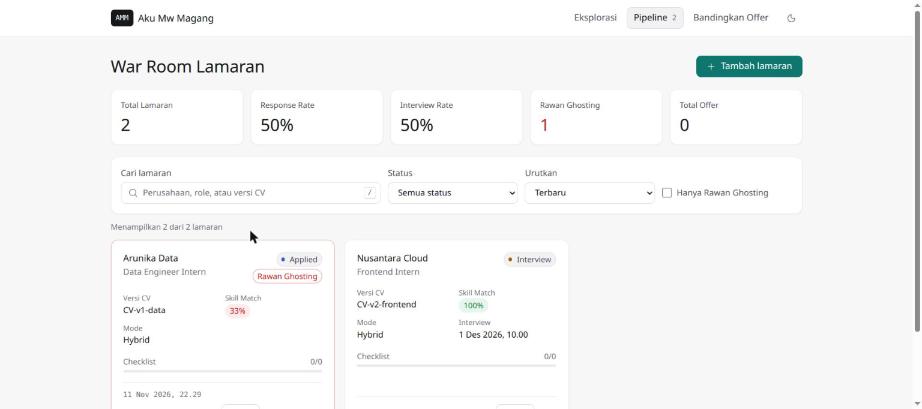 AMM Aku Mw Magang Eksplorasi Pipeline 2 Bandingkan Offer
War Room Lamaran + Tambah lamaran
Total Lamaran
2
Response Rate
50%
Interview Rate
50%
Rawan Ghosting
1
Total Offer
0
Cari lamaran
Perusahaan, role, atau versi CV /
Status
Semua status
Urutkan
Terbaru
Hanya Rawan Ghosting
Menampilkan 2 dari 2 lamaran
Arunika Data Applied
Data Engineer Intern Rawan Ghosting
Versi CV Skill Match
CV-v1-data 33%
Mode
Hybrid
Checklist 0/0
11 Nov 2026, 22.29
Nusantara Cloud Interview
Frontend Intern
Versi CV Skill Match
CV-v2-frontend 100%
Mode Interview
Hybrid 1 Des 2026, 10.00
Checklist 0/0